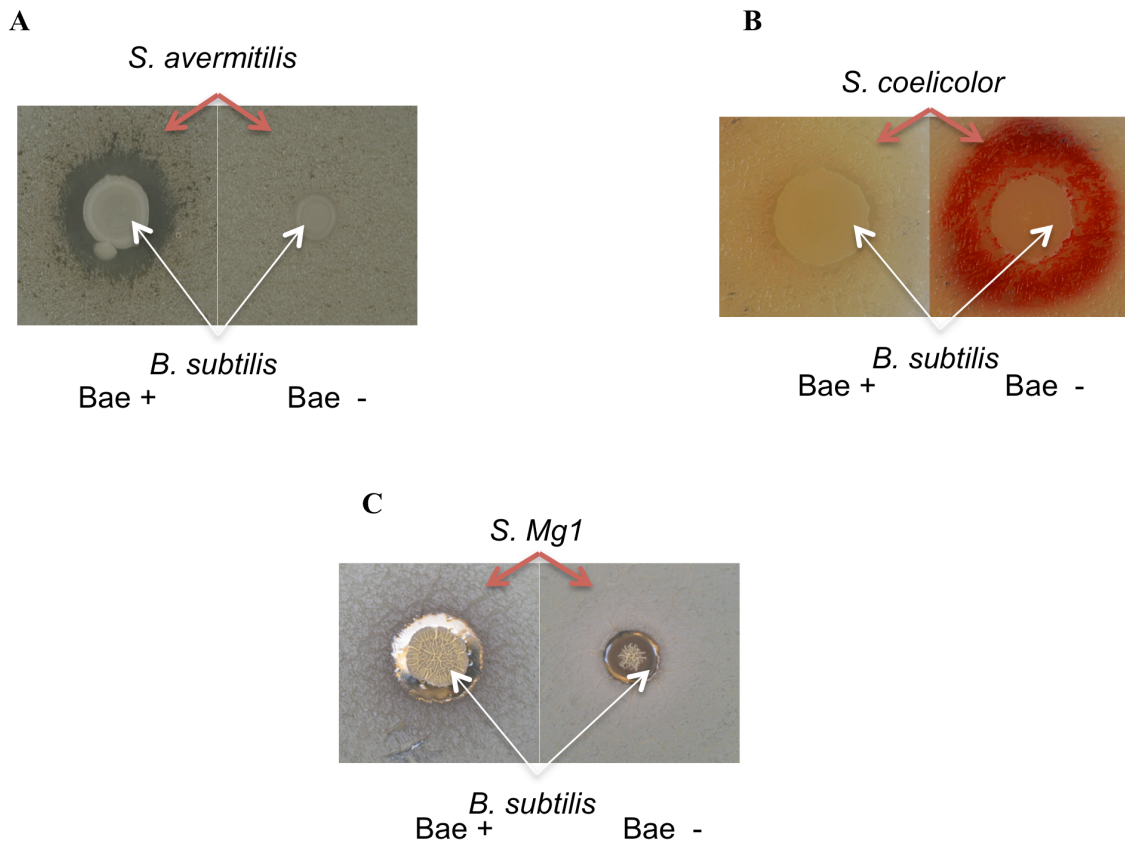 A
S. avermitilis
B. subtilis
Bae +
Bae -
B
S. coelicolor
B. subtilis
Bae +
Bae -
C
S. Mg1
B. subtilis
Bae +
Bae -